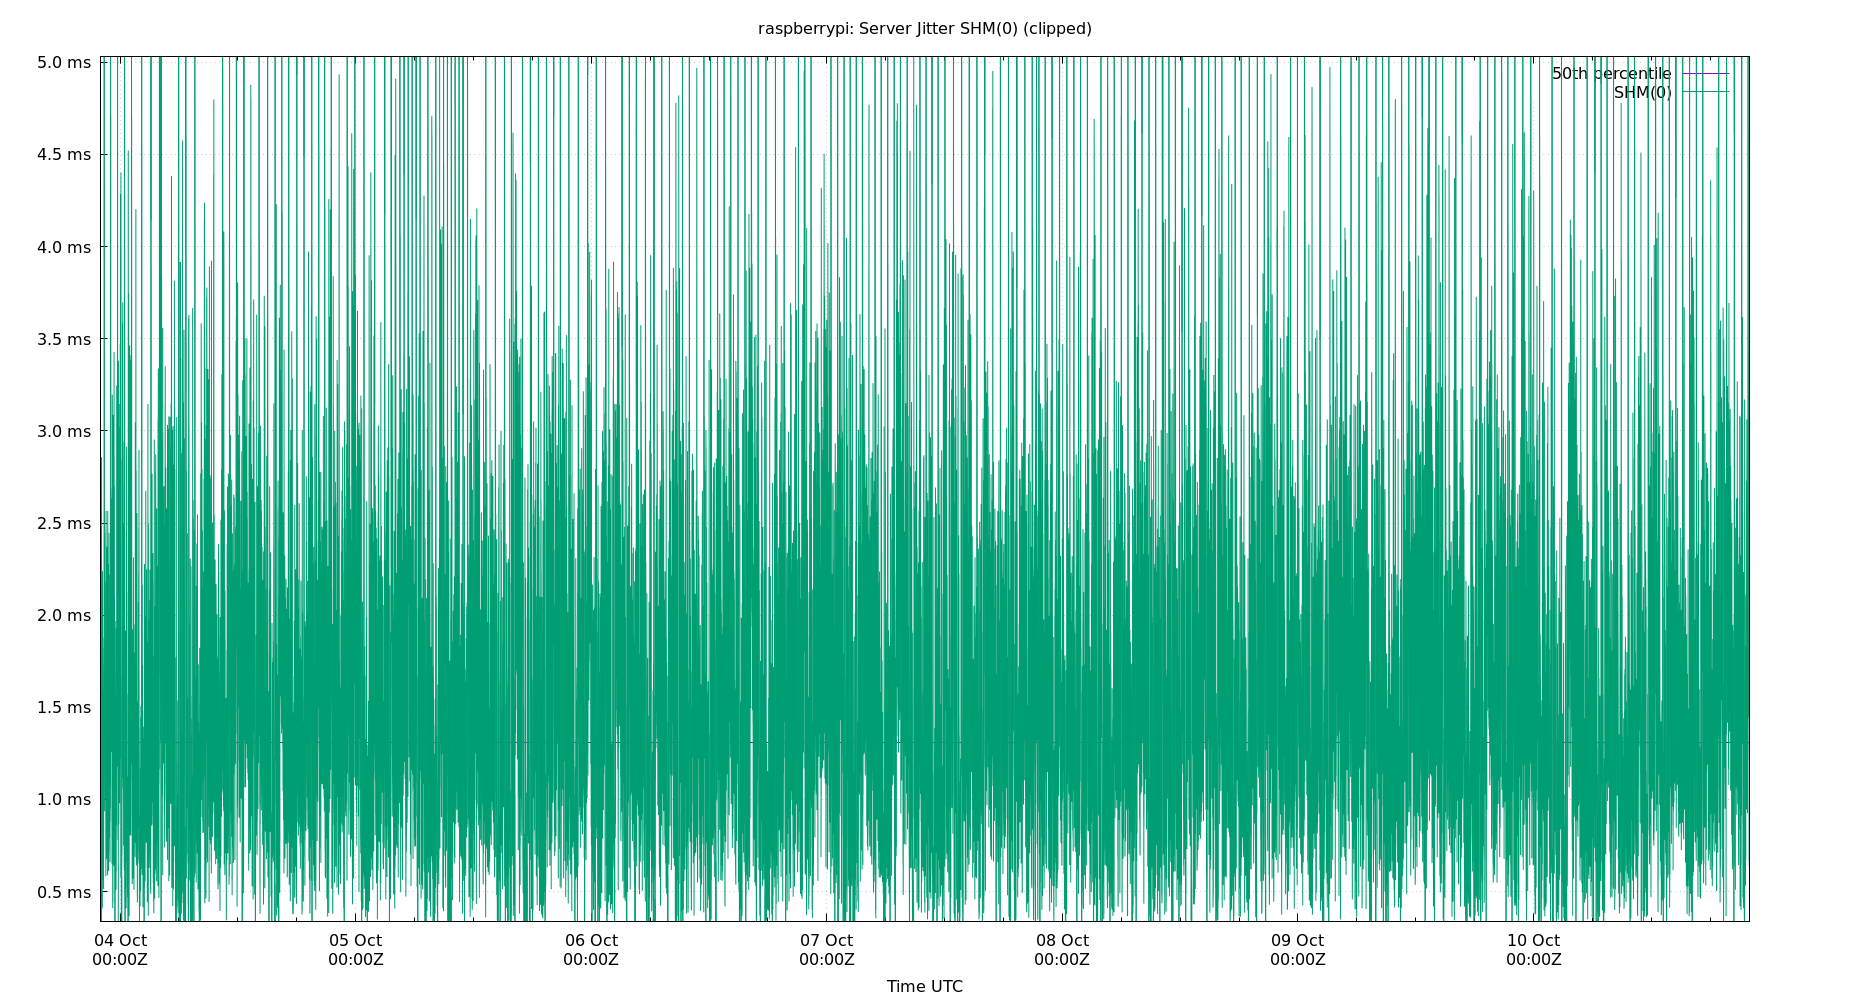 raspberrypi: Server Jitter SHM(0) (clipped)
5.0 ms
50th percentile
SHM(0)
4.5 ms
4.0 ms
3.5 ms
3.0 ms
2.5 ms
2.0 ms
1.5 ms
1.0 ms
0.5 ms
04 Oct 05 Oct 06 Oct 07 Oct 08 Oct 09 Oct 10 Oct
00:00Z 00:00Z 00:00Z 00:00Z 00:00Z 00:00Z 00:00Z
Time UTC